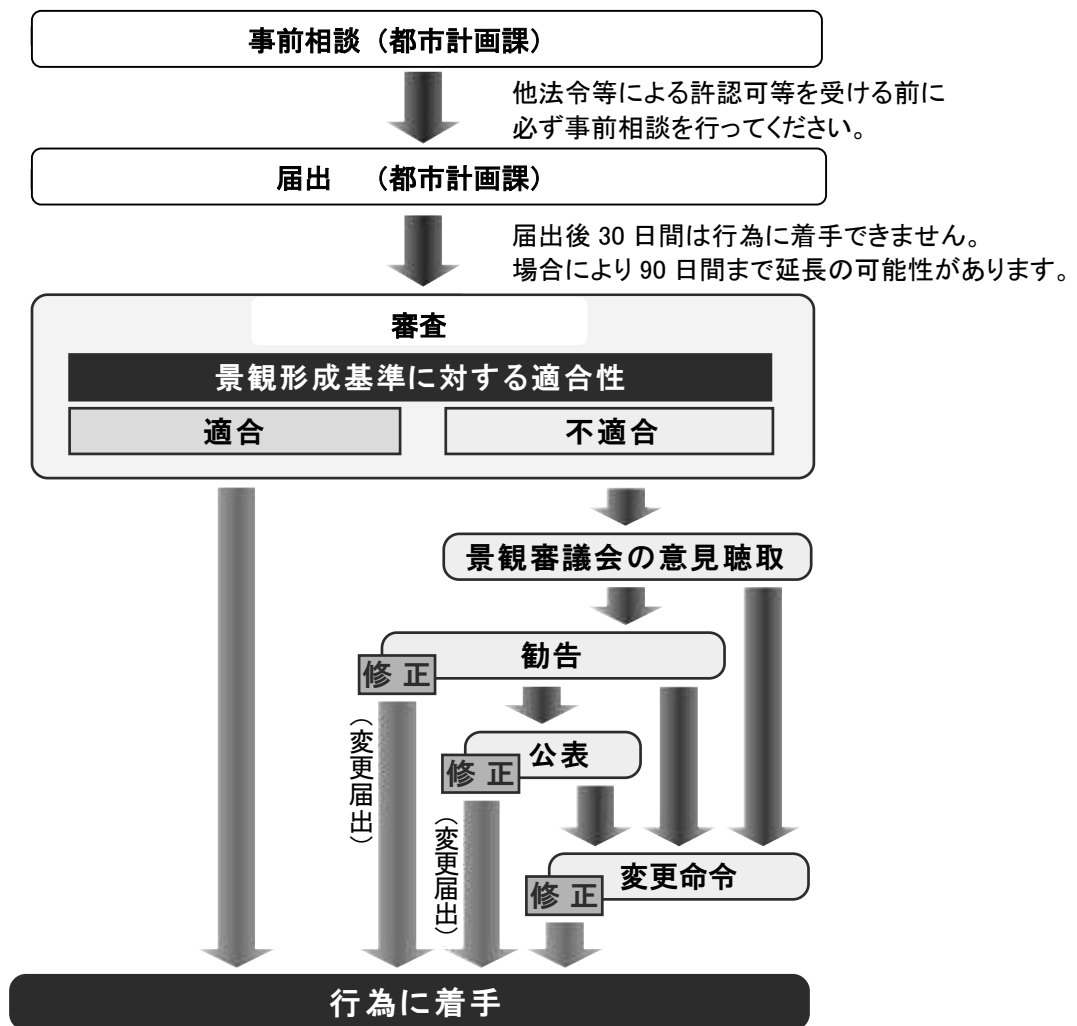 事前相談（都市計画課）
他法令等による許認可等を受ける前に
必ず事前相談を行ってください。
届出　（都市計画課）
届出後 30 日間は行為に着手できません。
場合により 90 日間まで延長の可能性があります。
審査
景観形成基準に対する適合性
適合
不適合
景観審議会の意見聴取
勧告
修正
（変更届出）
公表
修正
（変更届出）
変更命令
修正
行為に着手